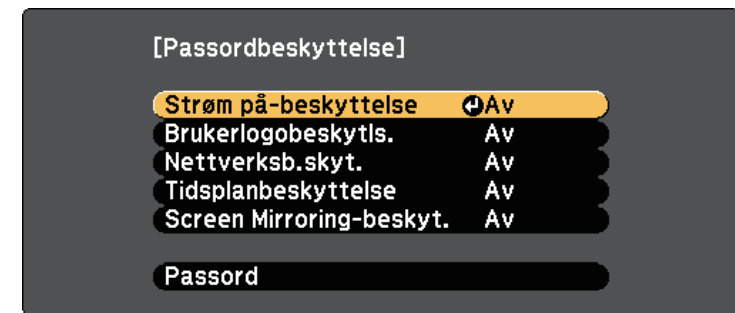 [Passordbeskyttelse]
Strøm på-beskyttelse Av
Brukerlogobeskytls. Av
Nettverksb.skyt. Av
Tidsplanbeskyttelse Av
Screen Mirroring-beskyt. Av
Passord